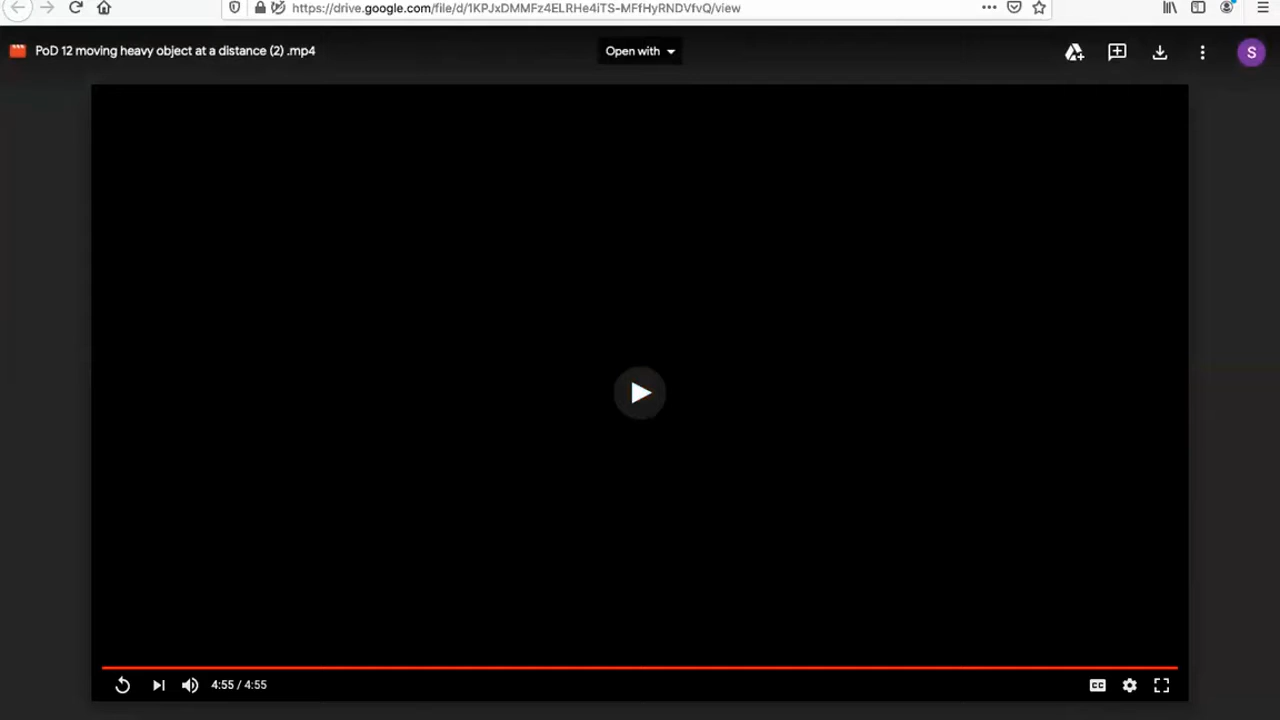 https://drive.google.com/file/d/1KPJxDMMFz4ELRHe4iTS-MFfHyRNDVfvQ/view
PoD 12 moving heavy object at a distance (2) .mp4
Open with
S
4:55 / 4:55
CC